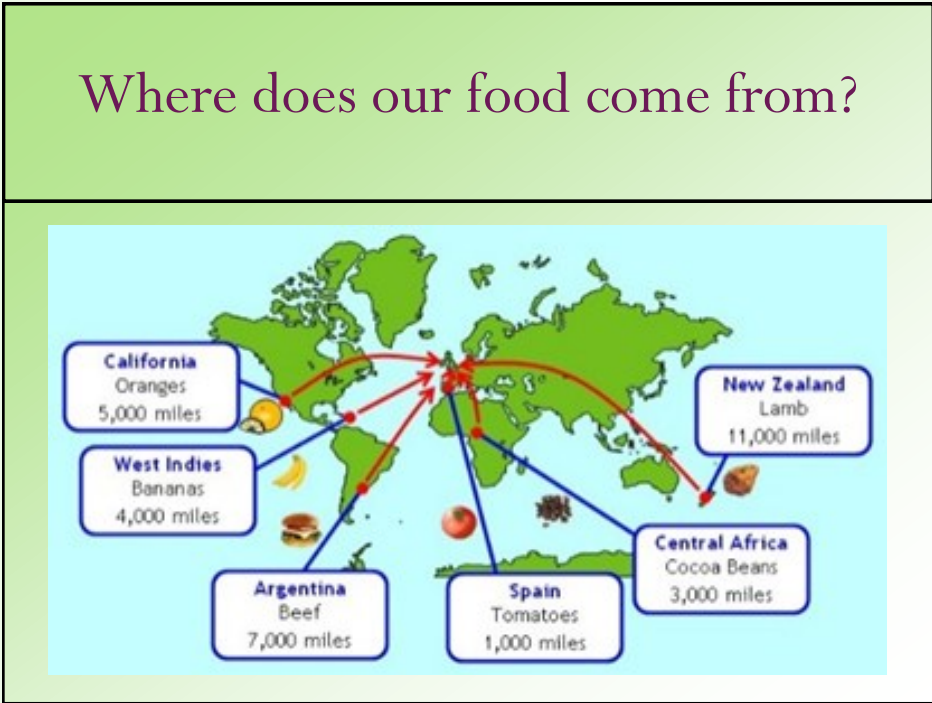 Where does our food come from?
California
Oranges
5,000 miles
West Indies
Bananas
4,000 miles
Argentina
Beef
7,000 miles
Spain
Tomatoes
1,000 miles
Central Africa
Cocoa Beans
3,000 miles
New Zealand
Lamb
11,000 miles